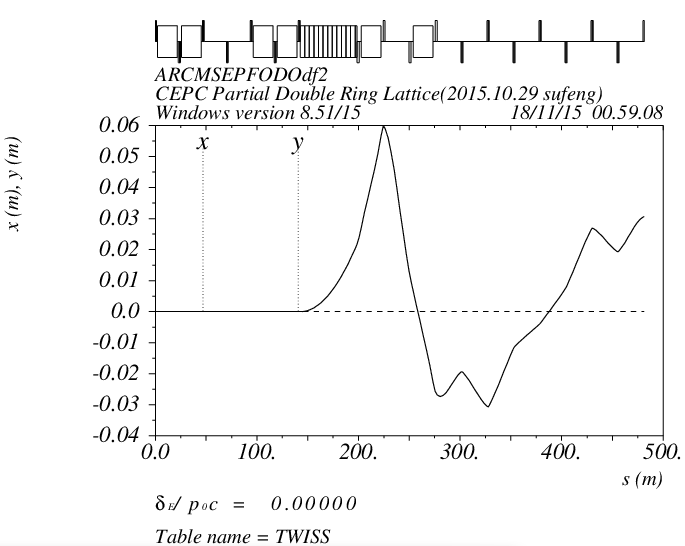 ARCMSEPFODOdf2
CEPC Partial Double Ring Lattice(2015.10.29 sufeng)
Windows version 8.51/15 18/11/15 00.59.08
x (m), y (m)
0.06
0.05
0.04
0.03
0.02
0.01
0.0
-0.01
-0.02
-0.03
-0.04
x y
0.0 100. 200. 300. 400. 500.
s (m)
δE/ p0c = 0.00000
Table name = TWISS